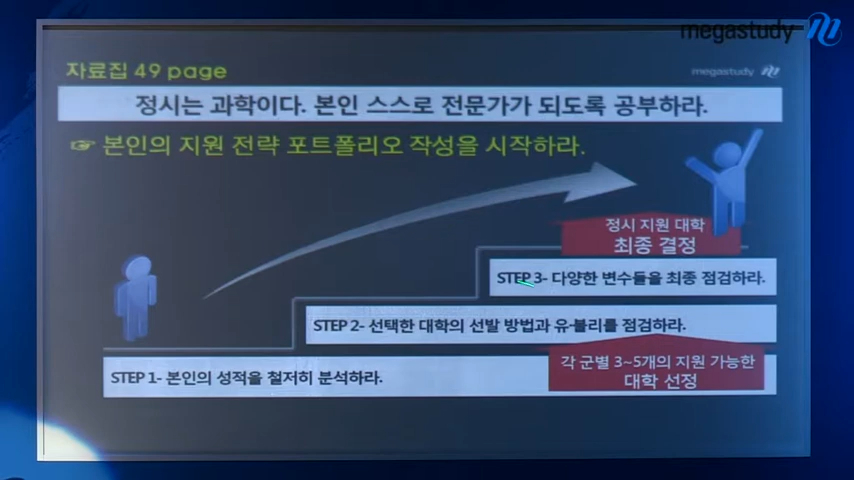 megastudy
자료집 49 page
megastudy
정시는 과학이다. 본인 스스로 전문가가 되도록 공부하라.
☞ 본인의 지원 전략 포트폴리오 작성을 시작하라.
정시 지원 대학
최종 결정
STEP 3- 다양한 변수들을 최종 점검하라.
STEP 2- 선택한 대학의 선발 방법과 유·불리를 점검하라.
각 군별 3~5개의 지원 가능한
대학 선정
STEP 1- 본인의 성적을 철저히 분석하라.